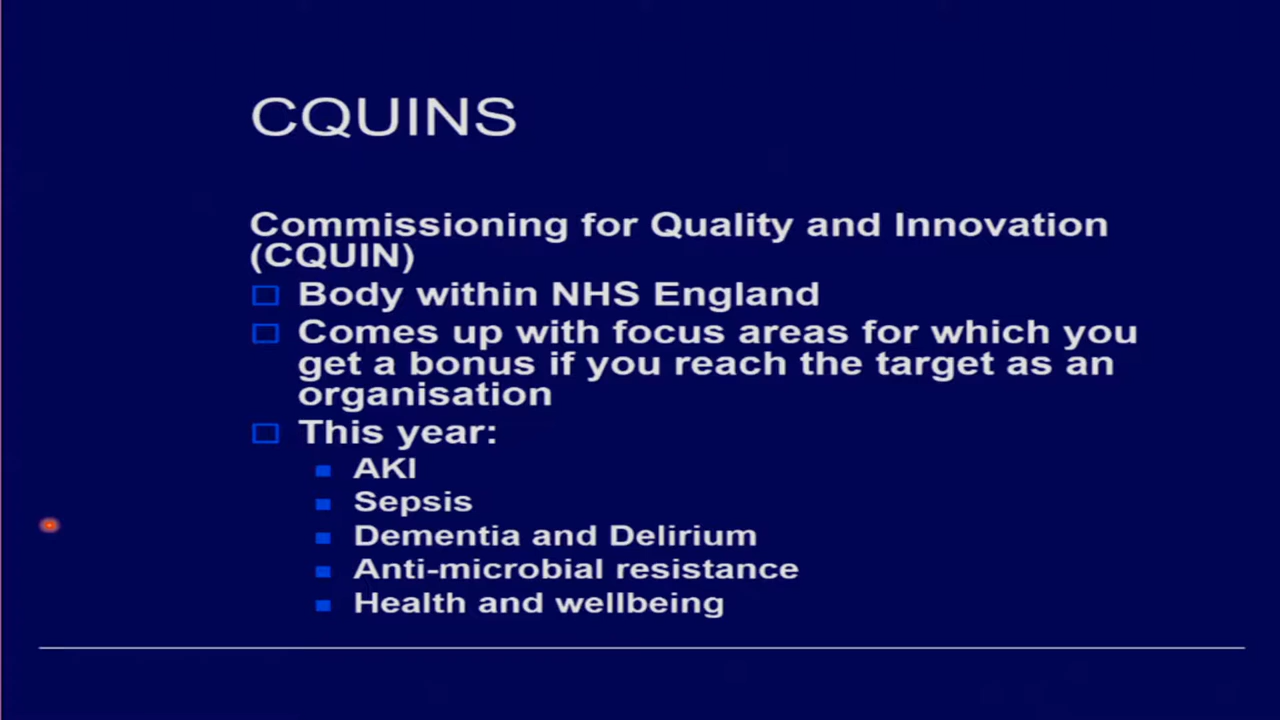 CQUINS
Commissioning for Quality and Innovation
(CQUIN)
Body within NHS England
Comes up with focus areas for which you
get a bonus if you reach the target as an
organisation
This year:
AKI
Sepsis
Dementia and Delirium
Anti-microbial resistance
Health and wellbeing